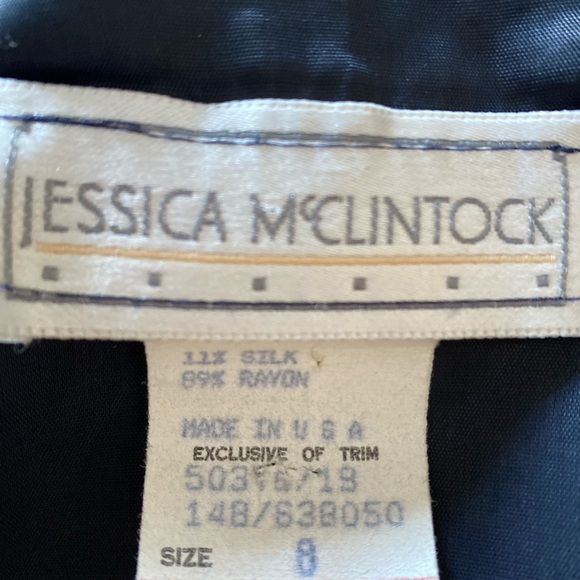 JESSICA McCLINTOCK
11% SILK
89% RAYON
MADE IN U S A
EXCLUSIVE OF TRIM
148/638050
SIZE 8